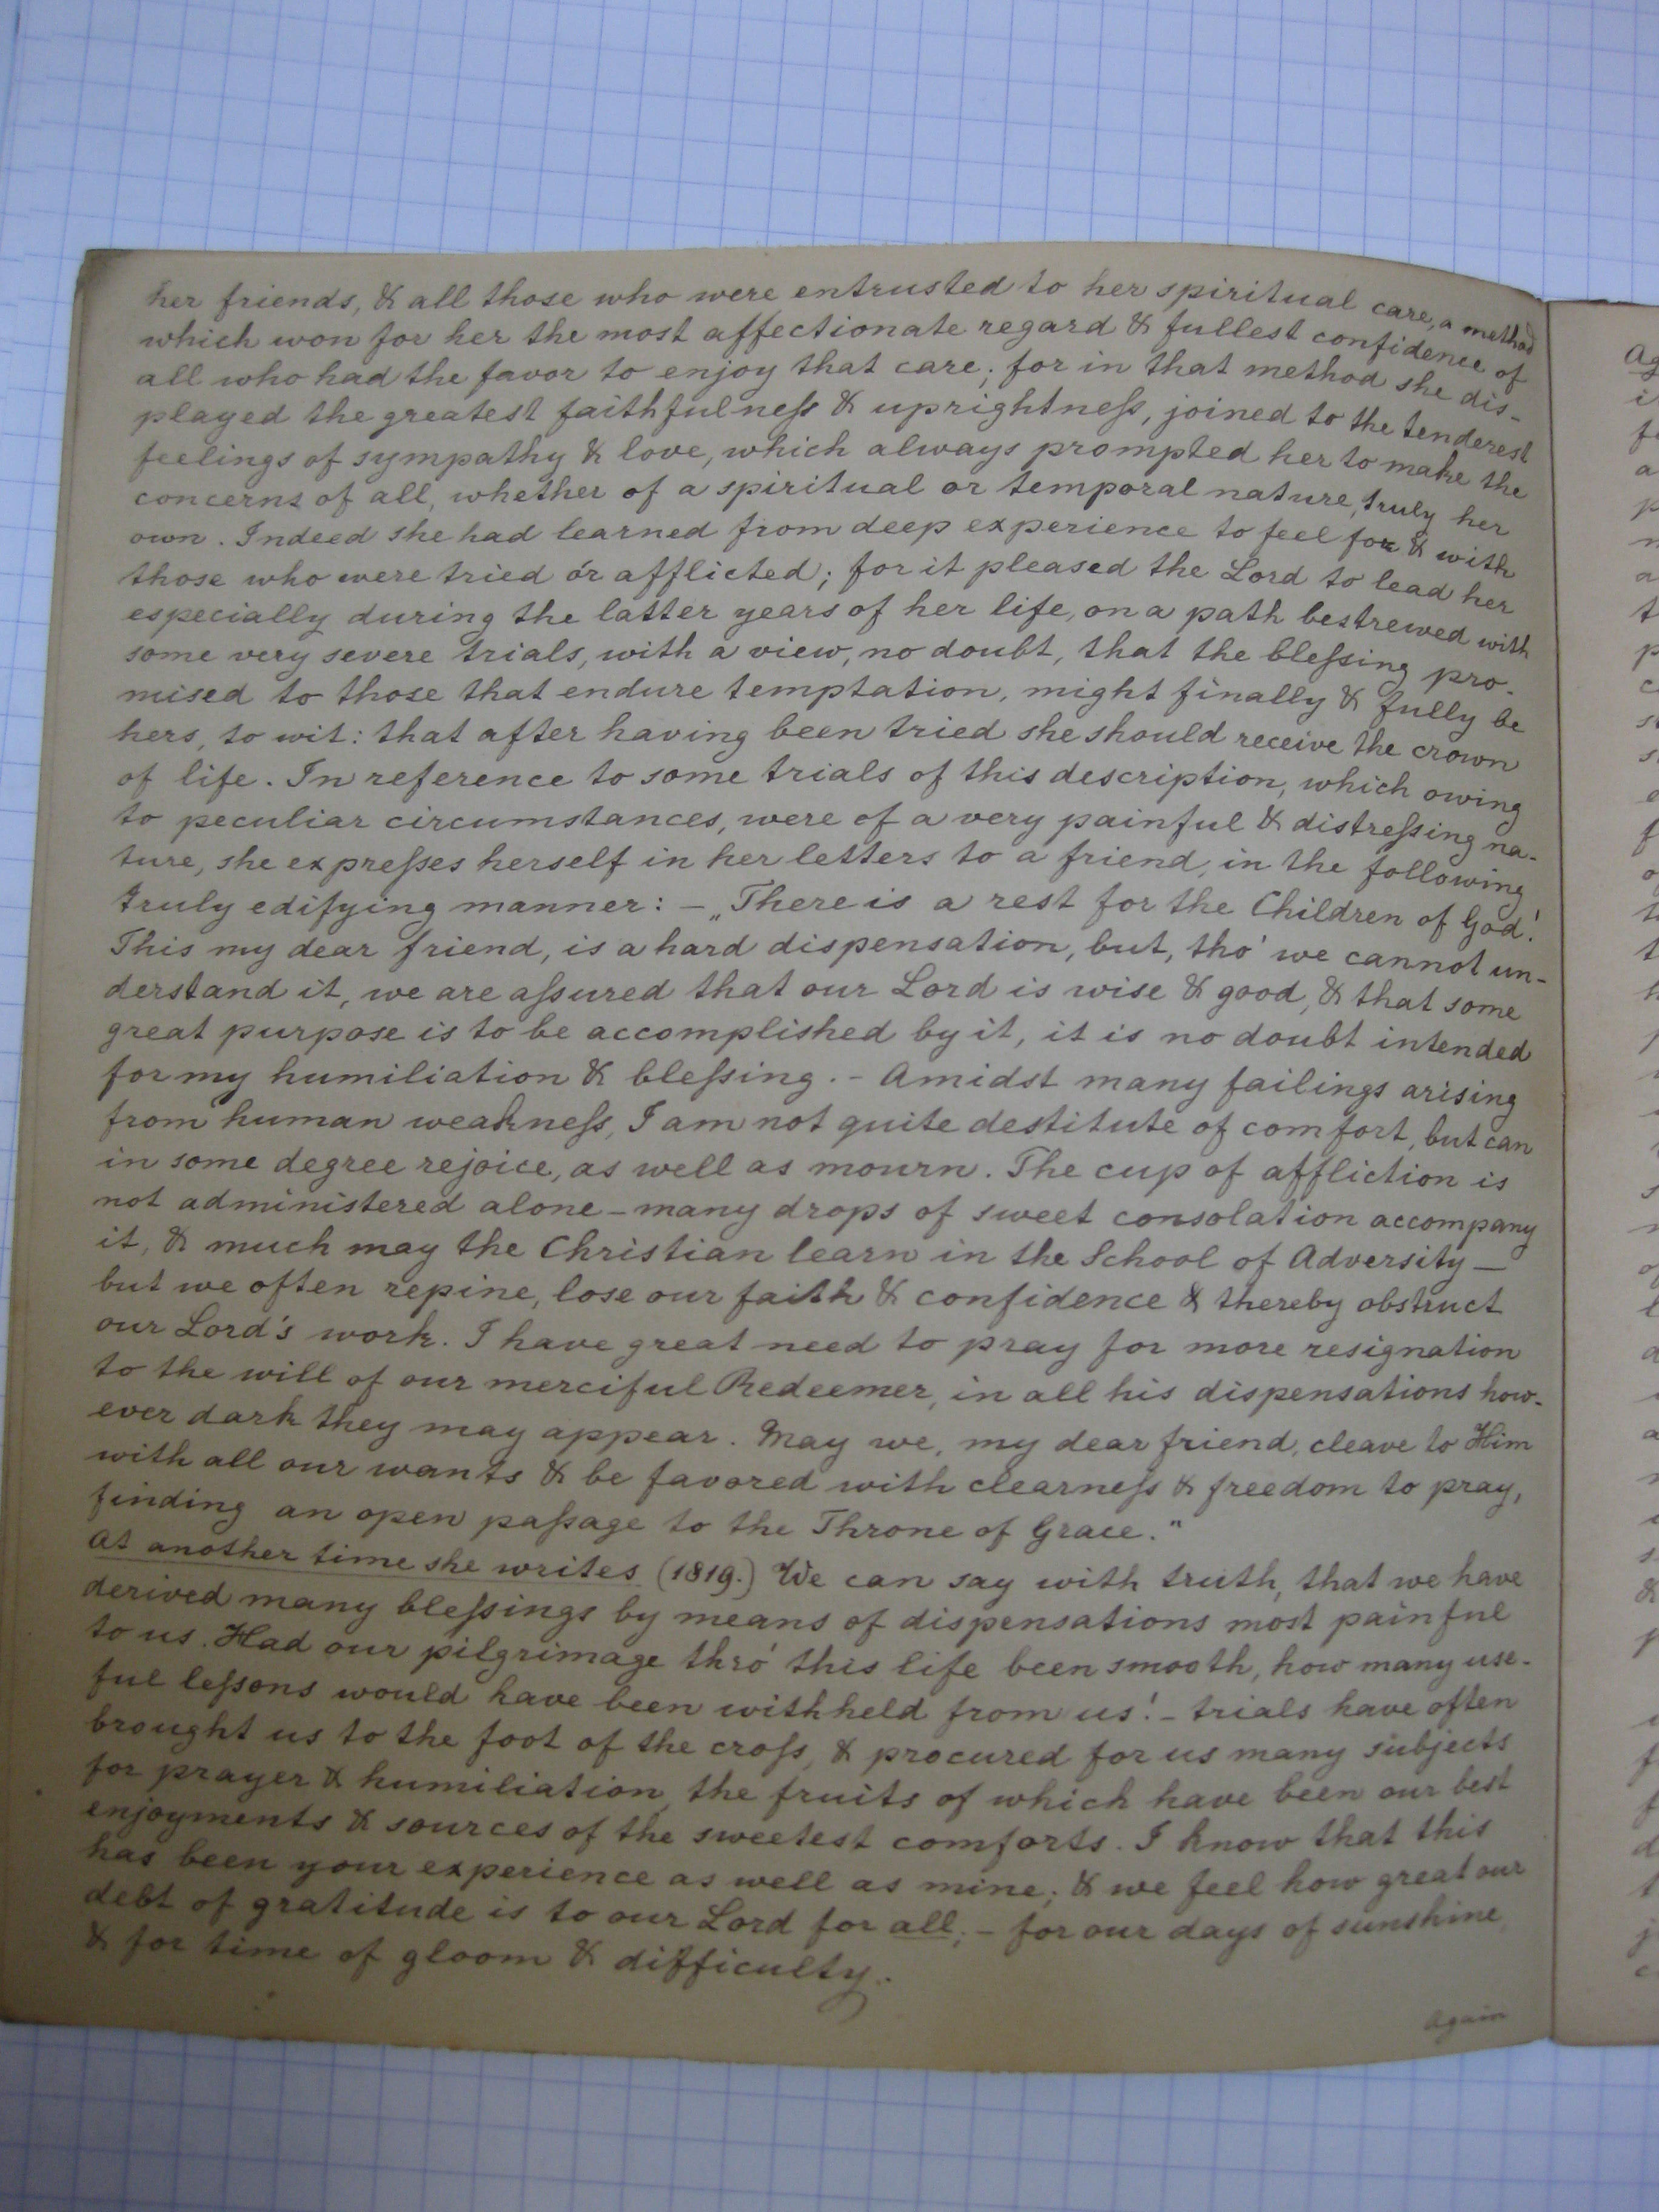 her friends, & all those who were entrusted to her spiritual care, a method
which won for her the most affectionate regard & fullest confidence of
all who had the favor to enjoy that care; for in that method she dis-
played the greatest faithfulneſs & uprightneſs, joined to the tenderest
feelings of sympathy & love, which always prompted her to make the
concerns of all, whether of a spiritual or temporal nature, truly her
own. Indeed she had learned from deep experience to feel for & with
those who were tried or afflicted; for it pleased the Lord to lead her
especially during the latter years of her life, on a path bestrewed with
some very severe trials, with a view, no doubt, that the bleſsing pro-
mised to those that endure temptation, might finally & fully be
hers, to wit: that after having been tried she should receive the crown
of life. In reference to some trials of this description, which owing
to peculiar circumstances, were of a very painful & distreſsing na-
ture, she expreſses herself in her letters to a friend, in the following
truly edifying manner: – „There is a rest for the Children of God!
This my dear friend, is a hard dispensation, but, tho' we cannot un-
derstand it, we are aſsured that our Lord is wise & good, & that some
great purpose is to be accomplished by it, it is no doubt intended
for my humiliation & bleſsing. – Amidst many failings arising
from human weakneſs, I am not quite destitute of comfort, but can
in some degree rejoice, as well as mourn. The cup of affliction is
not administered alone – many drops of sweet consolation accompany
it, & much may the Christian learn in the School of Adversity –
but we often repine, lose our faith & confidence & thereby obstruct
our Lord's work. I have great need to pray for more resignation
to the will of our merciful Redeemer, in all his dispensations how-
ever dark they may appear. May we, my dear friend, cleave to Him
with all our wants & be favored with clearneſs & freedom to pray,
finding an open paſsage to the Throne of Grace."
At another time she writes (1819.) We can say with truth, that we have
derived many bleſsings by means of dispensations most painful
to us. Had our pilgrimage thro' this life been smooth, how many use-
ful leſsons would have been withheld from us! – trials have often
brought us to the foot of the croſs, & procured for us many subjects
for prayer & humiliation, the fruits of which have been our best
enjoyments & sources of the sweetest comforts. I know that this
has been your experience as well as mine; & we feel how great our
debt of gratitude is to our Lord for all; – for our days of sunshine
& for time of gloom & difficulty.
Again